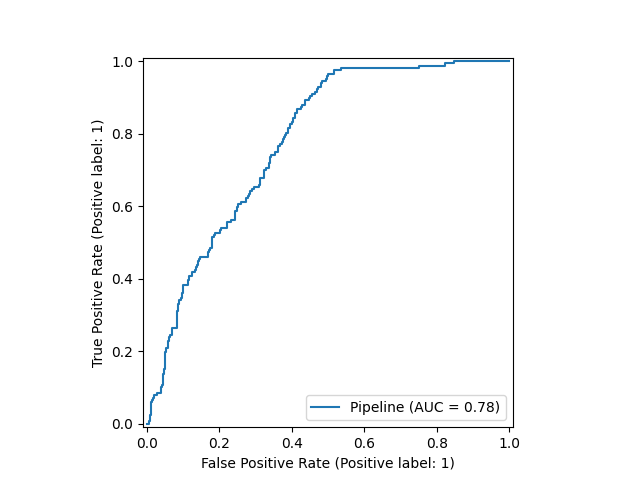 1.0
0.8
0.6
0.4
0.2
0.0
True Positive Rate (Positive label: 1)
Pipeline (AUC = 0.78)
0.0 0.2 0.4 0.6 0.8 1.0
False Positive Rate (Positive label: 1)